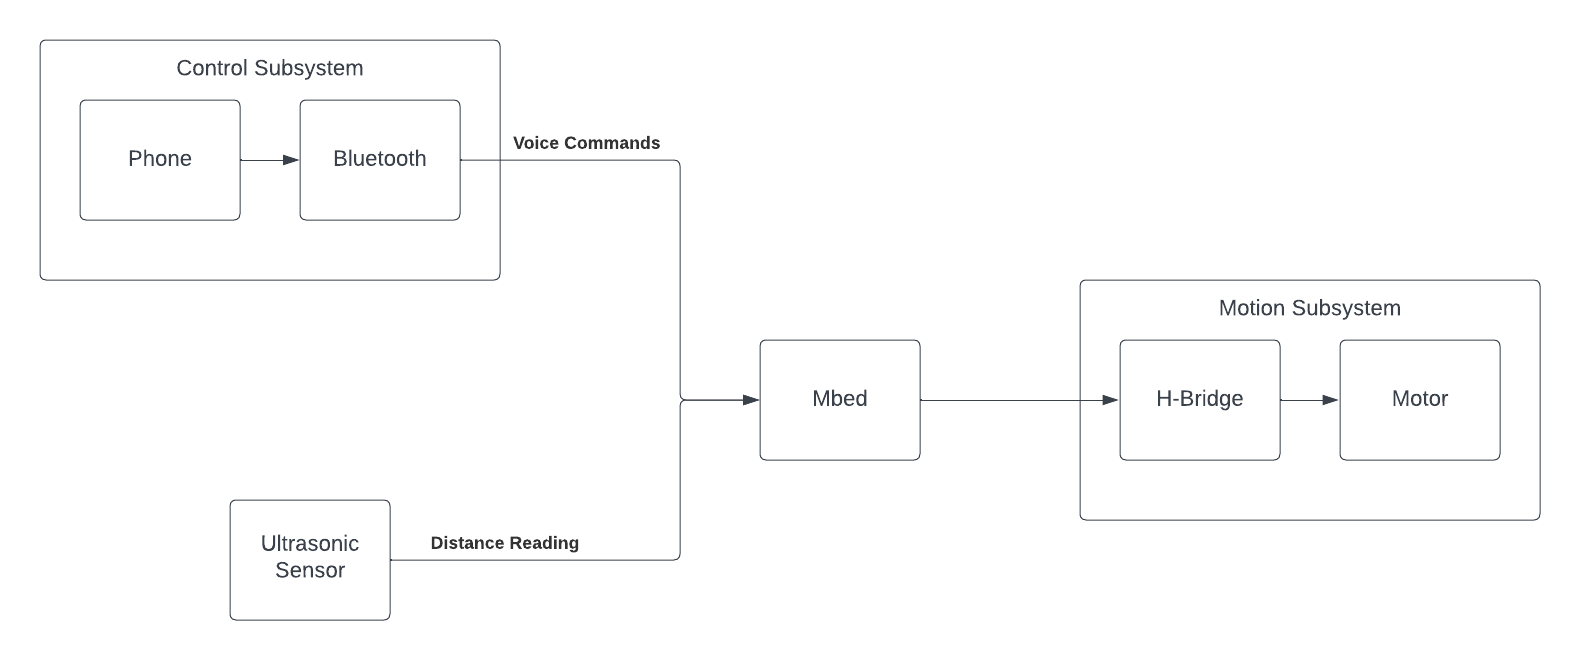 Control Subsystem
Phone
Bluetooth
Voice Commands
Motion Subsystem
Mbed
H-Bridge
Motor
Ultrasonic
Sensor
Distance Reading